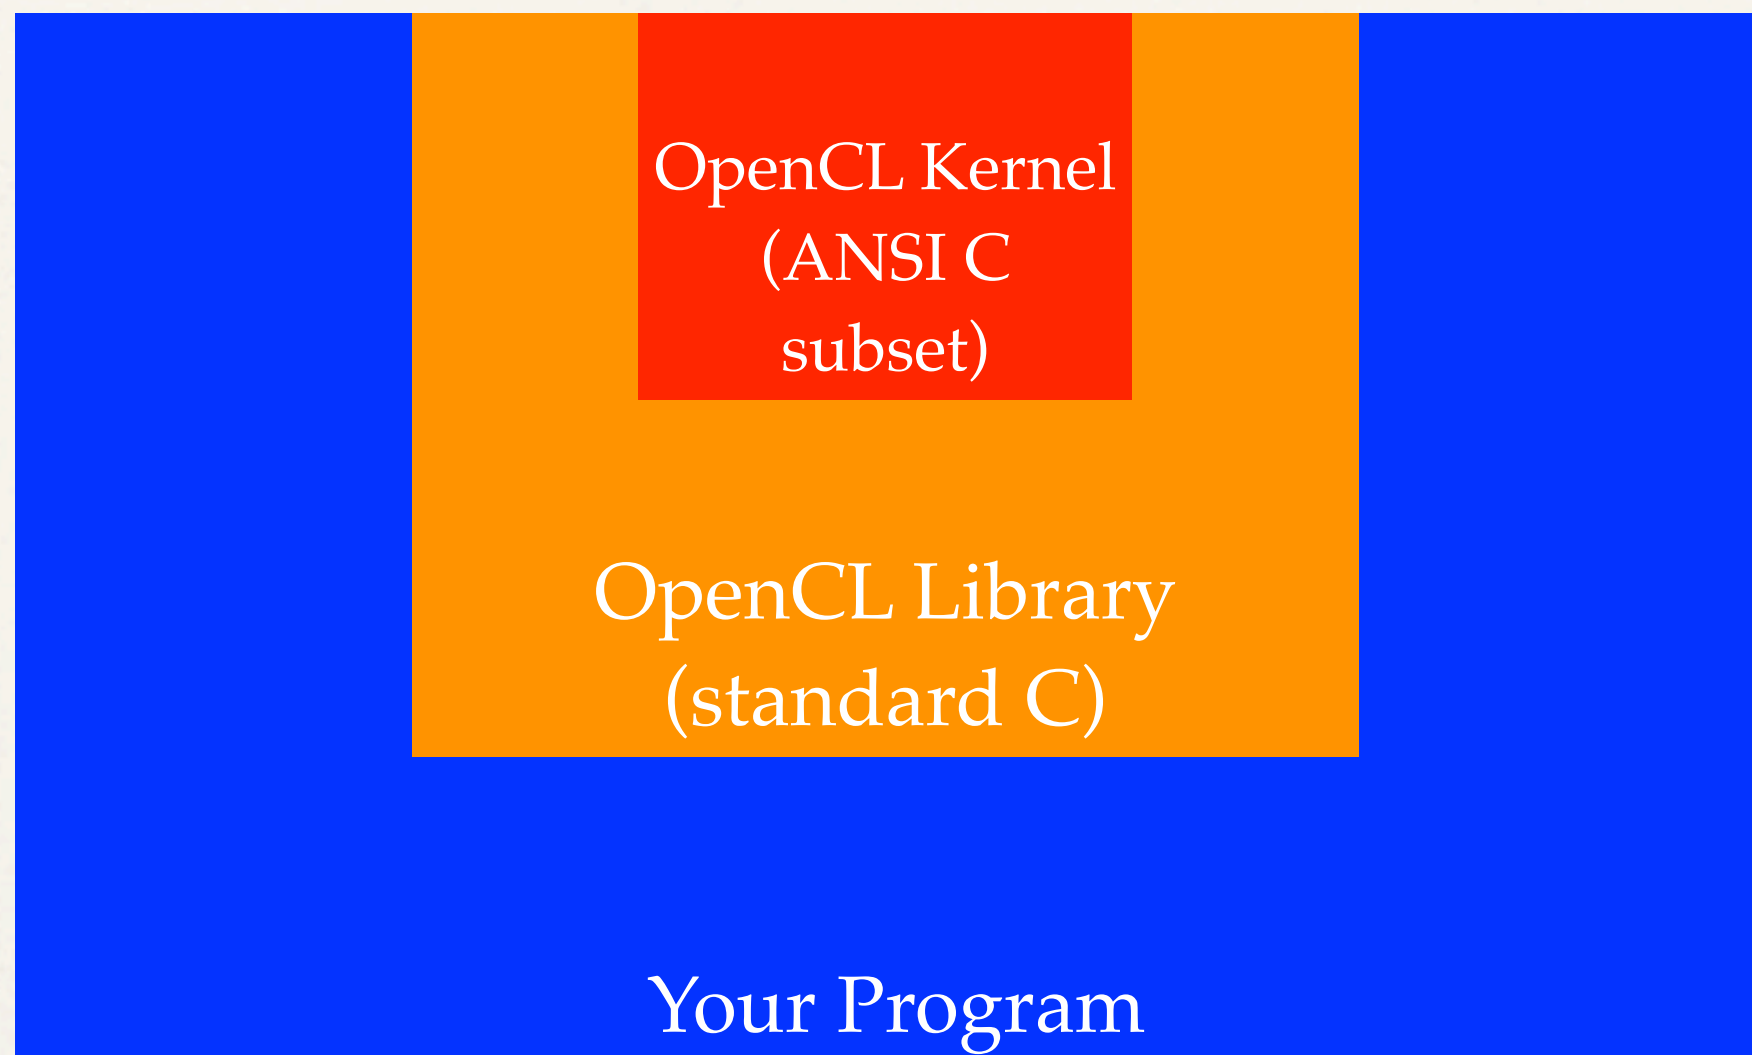 OpenCL Kernel
(ANSI C
subset)
OpenCL Library
(standard C)
Your Program